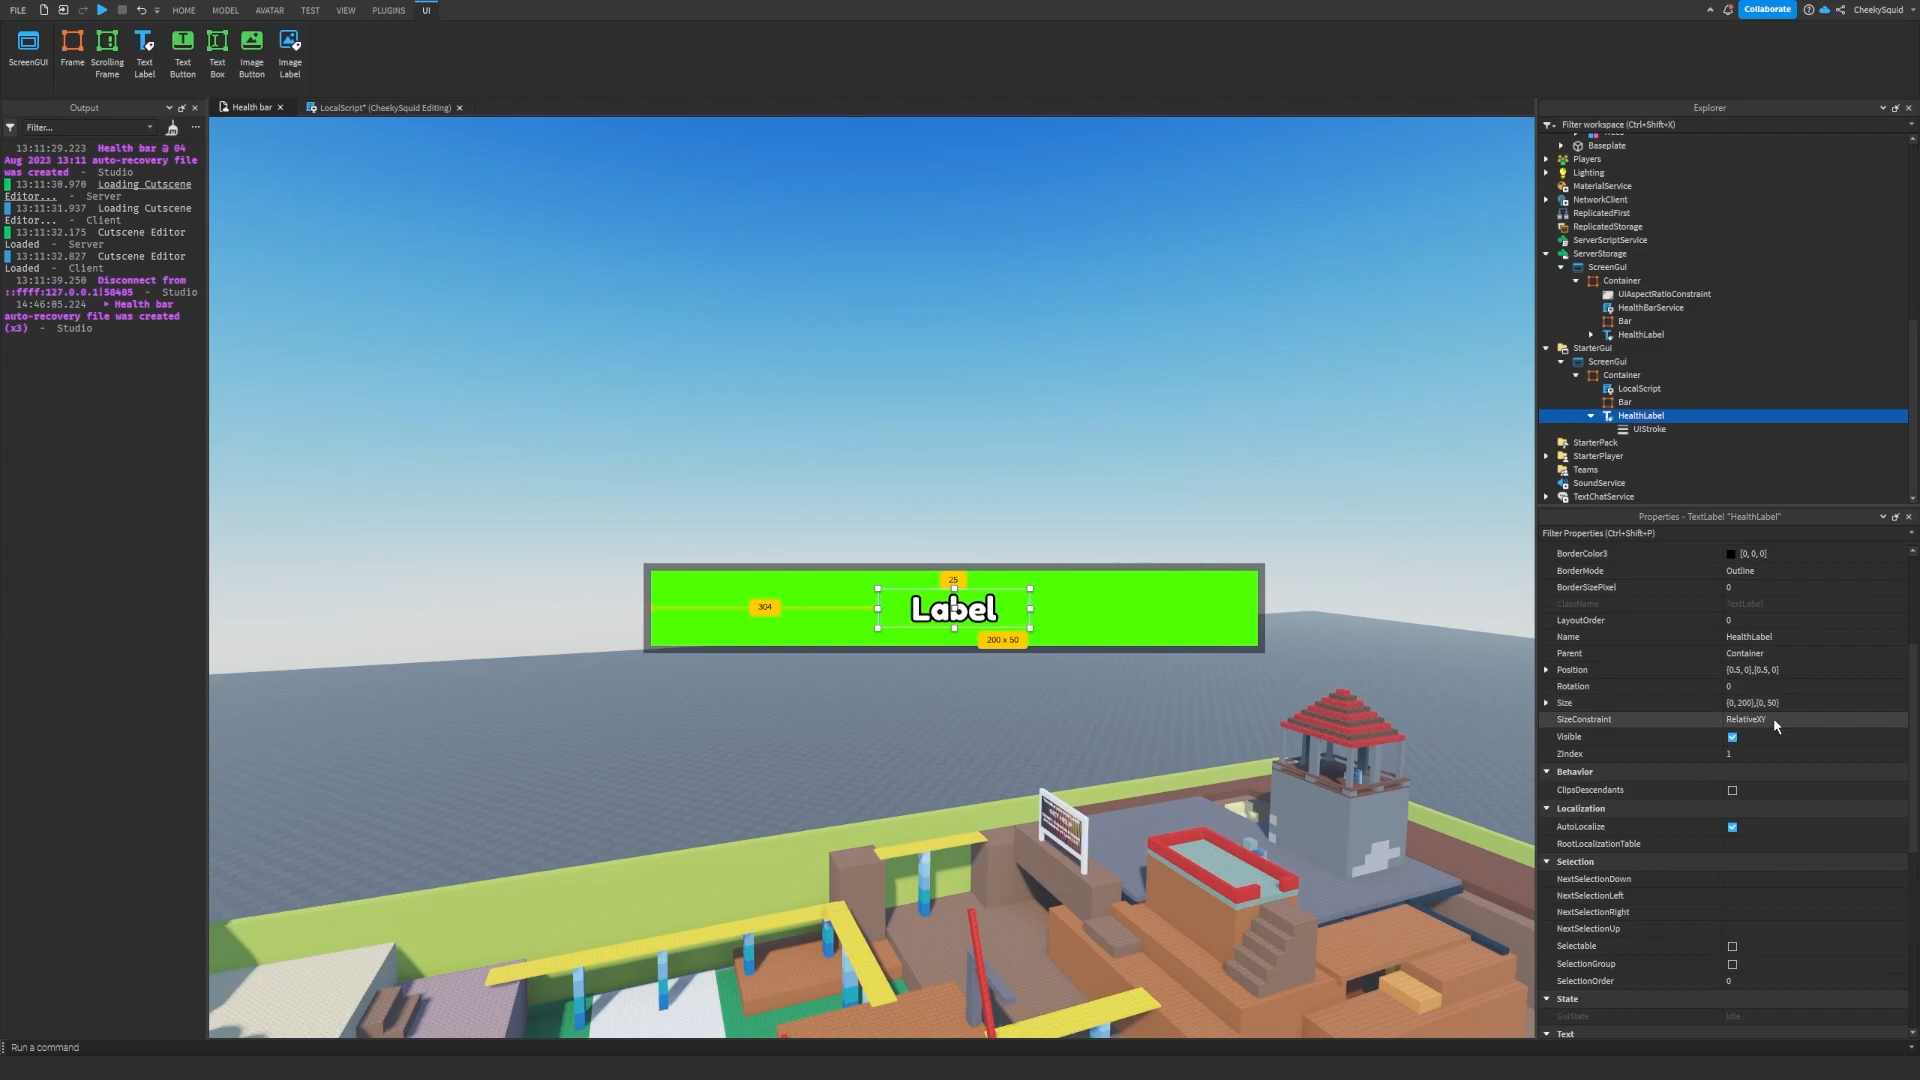 FILE
HOME
MODEL
AVATAR
TEST
VIEW
PLUGINS
UI
Collaborate
CheekySquid
ScreenGUI
Frame
Scrolling
Frame
Text
Label
Text
Button
Text
Box
Image
Button
Image
Label
Output
Health bar
LocalScript* (CheekySquid Editing)
Explorer
Filter...
Filter workspace (Ctrl+Shift+X)
13:11:29.223 Health bar @ 04
Aug 2023 13:11 auto-recovery file
was created - Studio
13:11:30.970 Loading Cutscene
Editor... - Server
13:11:31.937 Loading Cutscene
Editor... - Client
13:11:32.175 Cutscene Editor
Loaded - Server
13:11:32.827 Cutscene Editor
Loaded - Client
13:11:39.250 Disconnect from
::ffff:127.0.0.1|58485 - Studio
14:46:05.224 Health bar
auto-recovery file was created
(x3) - Studio
25
304
Label
200 x 50
Baseplate
Players
Lighting
MaterialService
NetworkClient
ReplicatedFirst
ReplicatedStorage
ServerScriptService
ServerStorage
ScreenGui
Container
UIAspectRatioConstraint
HealthBarService
Bar
HealthLabel
StarterGui
ScreenGui
Container
LocalScript
Bar
HealthLabel
UIStroke
StarterPack
StarterPlayer
Teams
SoundService
TextChatService
Properties - TextLabel "HealthLabel"
Filter Properties (Ctrl+Shift+P)
BorderColor3 [0, 0, 0]
BorderMode Outline
BorderSizePixel 0
ClassName TextLabel
LayoutOrder 0
Name HealthLabel
Parent Container
Position {0.5, 0},{0.5, 0}
Rotation 0
Size {0, 200},{0, 50}
SizeConstraint RelativeXY
Visible
ZIndex 1
Behavior
ClipsDescendants
Localization
AutoLocalize
RootLocalizationTable
Selection
NextSelectionDown
NextSelectionLeft
NextSelectionRight
NextSelectionUp
Selectable
SelectionGroup
SelectionOrder 0
State
GuiState Idle
Text
Run a command